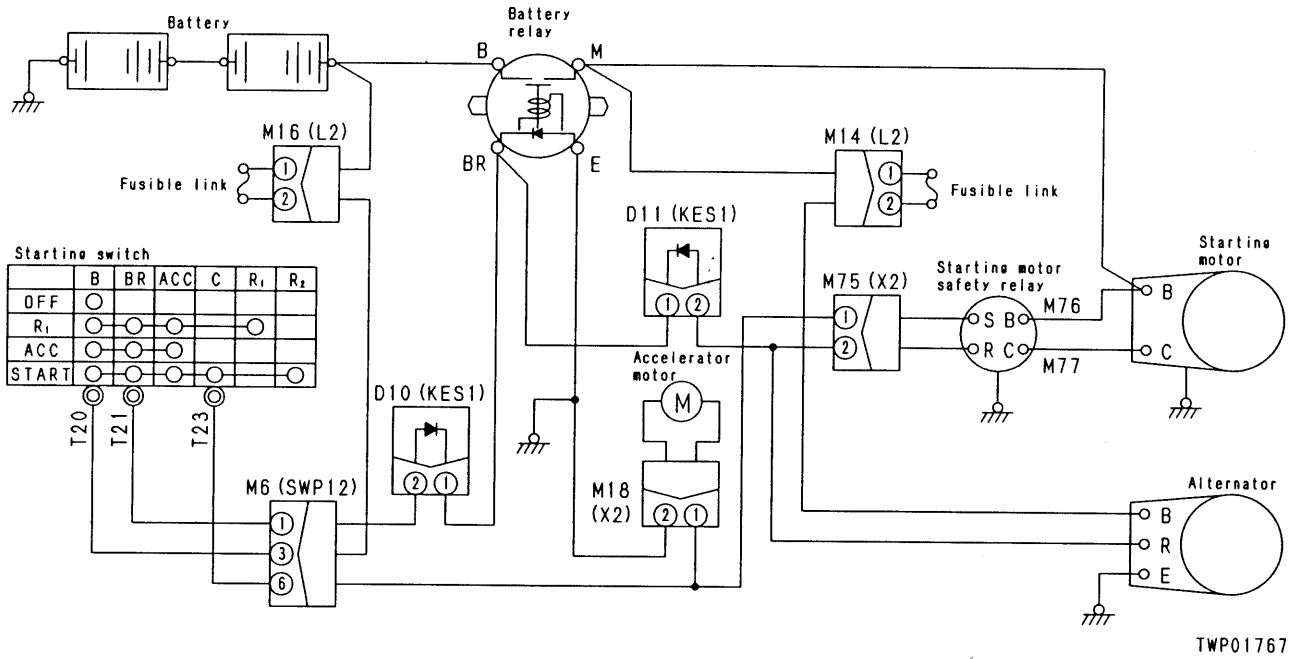 Battery
Battery
relay
B
M
BR
E
M16 (L2)
1
2
Fusible link
M14 (L2)
1
2
Fusible link
D11 (KES1)
1
2
Starting switch
B BR ACC C R₁ R₂
OFF
R₁
ACC
START
T20
T21
T23
D10 (KES1)
2
1
M6 (SWP12)
1
3
6
Accelerator
motor
M
M18
(X2)
2
1
M75 (X2)
1
2
Starting motor
safety relay
S B
R C
M76
M77
Starting
motor
B
C
Alternator
B
R
E
TWP01767